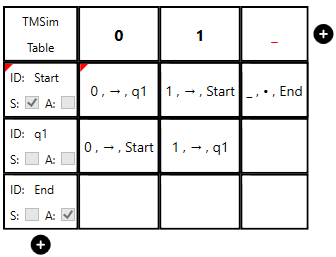 TMSim Table 0 1 _
ID: Start
S: A: 0 , → , q1 1 , → , Start _ , • , End
ID: q1
S: A: 0 , → , Start 1 , → , q1
ID: End
S: A: